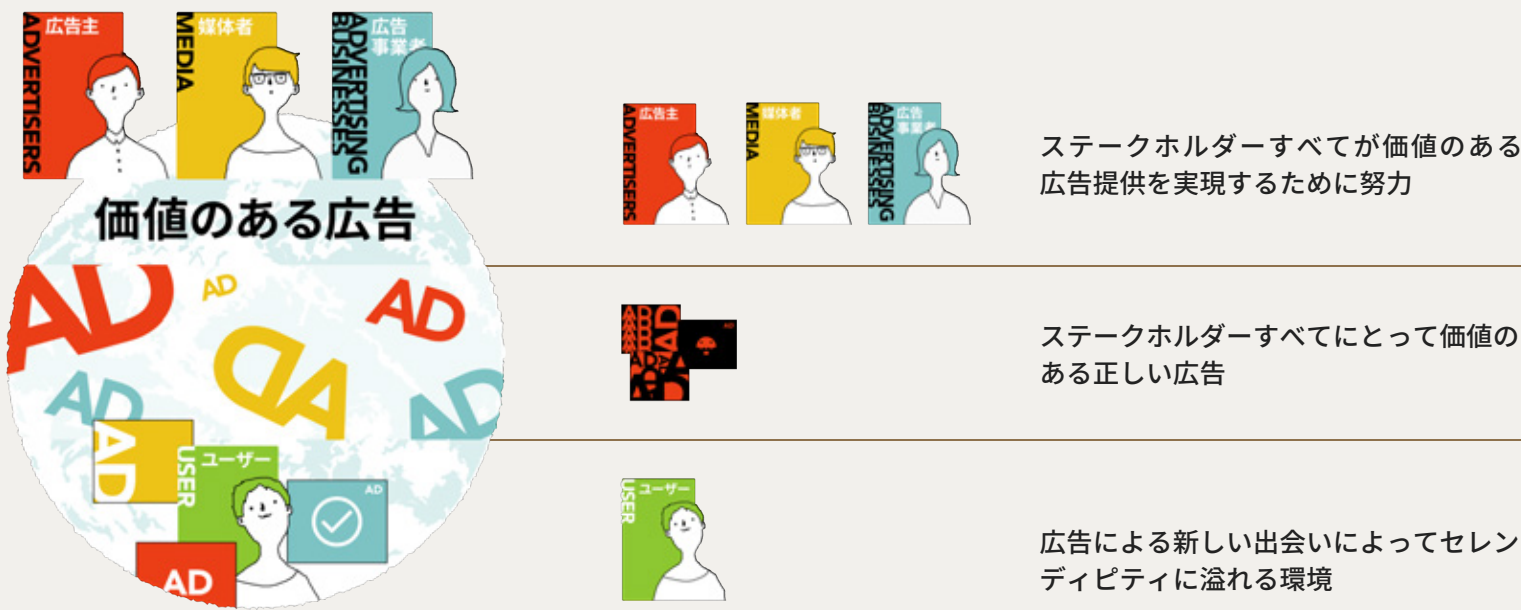 広告主
ADVERTISERS
媒体者
MEDIA
広告
事業者
ADVERTISING
BUSINESSES
価値のある広告
AD
AD
AD
AD
AD
AD
AD
USER
ユーザー
AD
AD
広告主
ADVERTISERS
媒体者
MEDIA
広告
事業者
ADVERTISING
BUSINESSES
ステークホルダーすべてが価値のある
広告提供を実現するために努力
AD
AD
ステークホルダーすべてにとって価値の
ある正しい広告
USER
ユーザー
広告による新しい出会いによってセレン
ディピティに溢れる環境